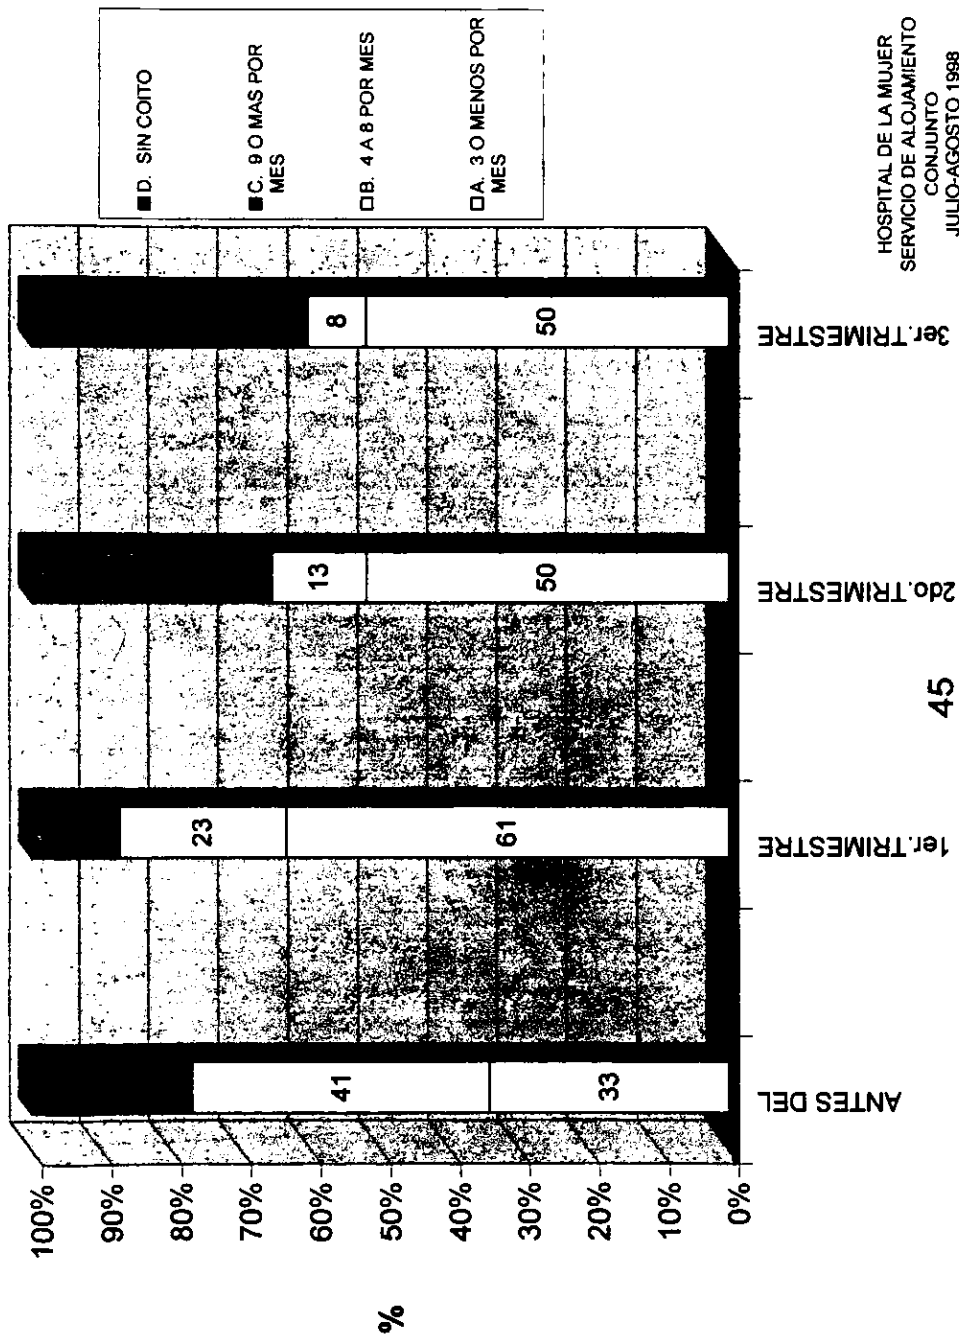 %
100%
90%
80%
70%
60%
50%
40%
30%
20%
10%
0%
41
33
23
61
13
50
8
50
ANTES DEL
1er.TRIMESTRE
2do.TRIMESTRE
3er.TRIMESTRE
■D. SIN COITO
■C. 9 O MAS POR
MES
□B. 4 A 8 POR MES
□A. 3 O MENOS POR
MES
HOSPITAL DE LA MUJER
SERVICIO DE ALOJAMIENTO
CONJUNTO
JULIO-AGOSTO 1998
45